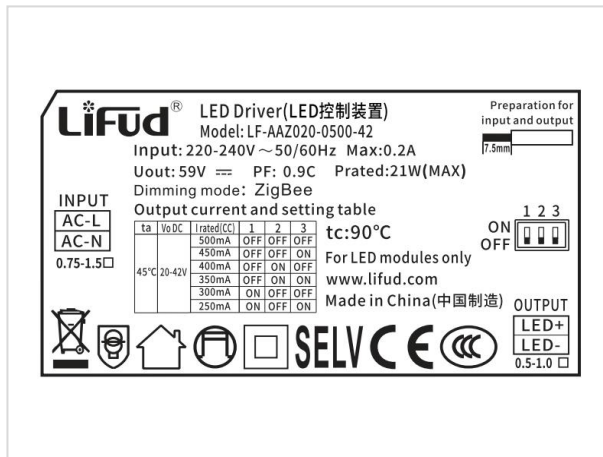 Lifud®
LED Driver(LED控制装置)
Model: LF-AAZ020-0500-42
Preparation for
input and output
7.5mm
Input: 220-240V～50/60Hz Max:0.2A
Uout: 59V ⎓ PF: 0.9C Prated:21W(MAX)
Dimming mode: ZigBee
Output current and setting table
INPUT
AC-L
AC-N
0.75-1.5□
ta Vo DC I rated(CC) 1 2 3
45℃ 20-42V
500mA OFF OFF OFF
450mA OFF OFF ON
400mA OFF ON OFF
350mA OFF ON ON
300mA ON OFF OFF
250mA ON OFF ON
tc:90℃
For LED modules only
www.lifud.com
Made in China(中国制造)
1 2 3
ON
OFF
OUTPUT
LED+
LED-
0.5-1.0 □
SELV CE CCC